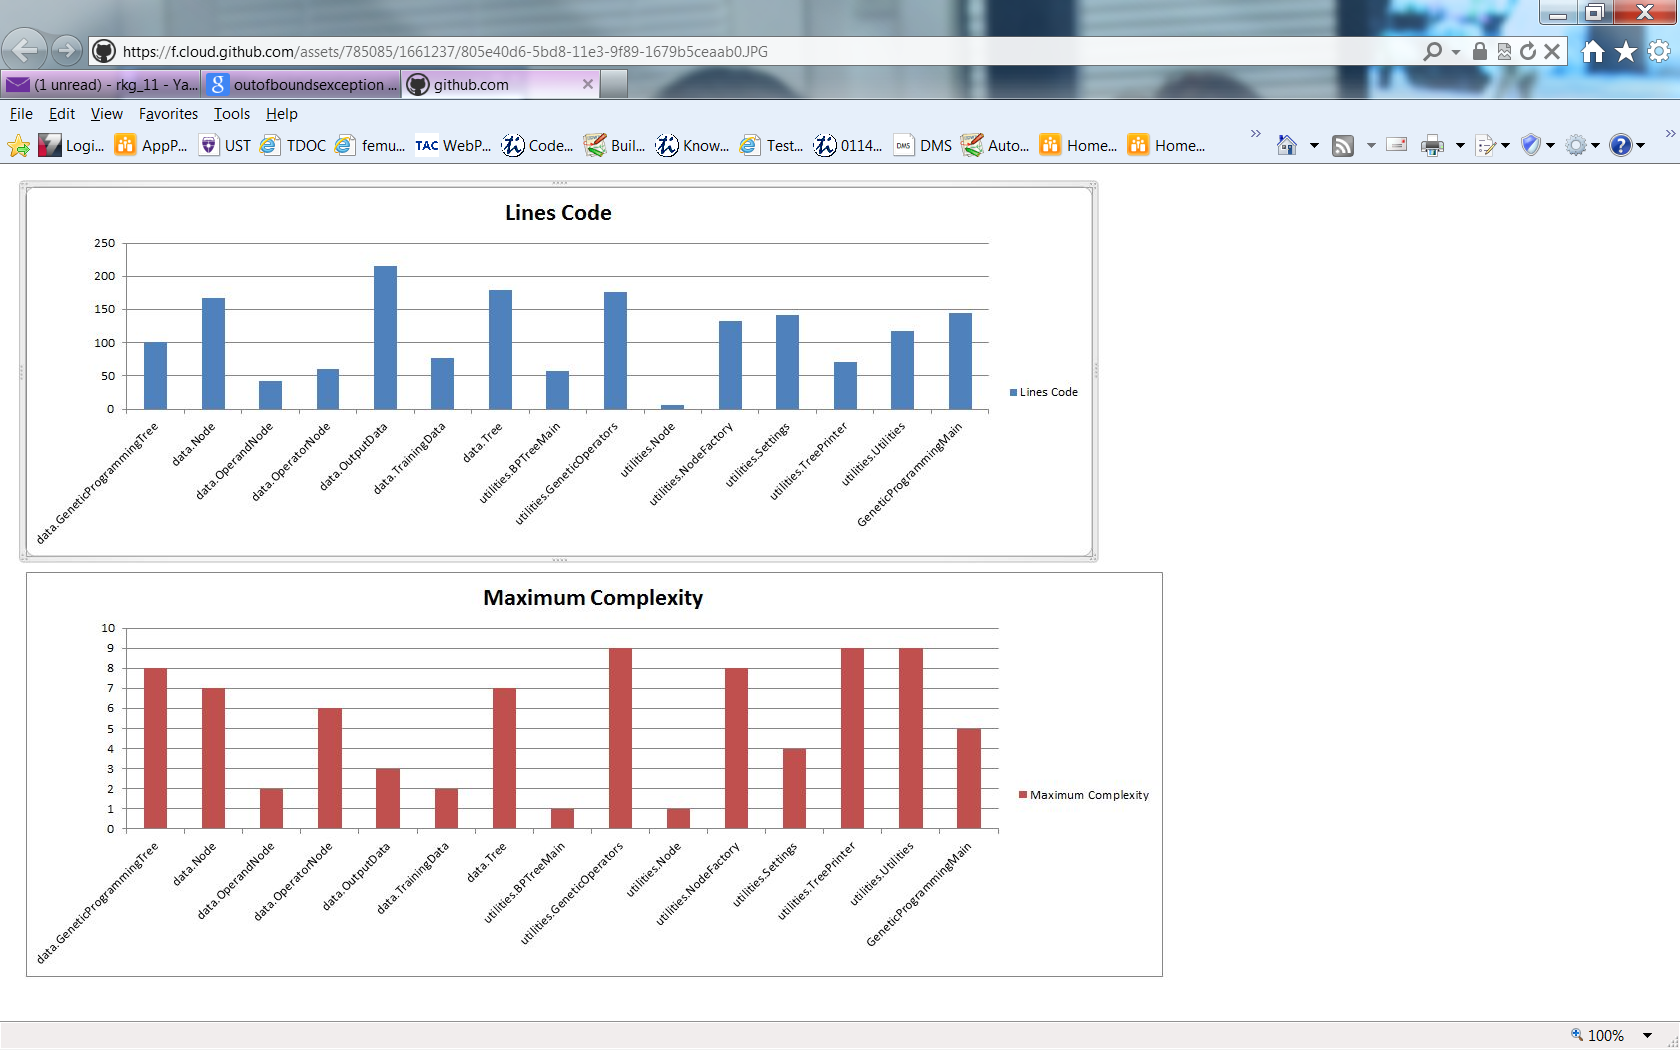 https://f.cloud.github.com/assets/785085/1661237/805e40d6-5bd8-11e3-9f89-1679b5ceaab0.JPG
(1 unread) - rkg_11 - Ya... outofboundsexception ... github.com
File Edit View Favorites Tools Help
Logi... AppP... UST TDOC femu... TAC WebP... Code... Buil... Know... Test... 0114... DMS DMS Auto... Home... Home...
Lines Code
250
200
150
100
50
0
Lines Code
data.GeneticProgrammingTree
data.Node
data.OperandNode
data.OperatorNode
data.OutputData
data.TrainingData
data.Tree
utilities.BPTreeMain
utilities.GeneticOperators
utilities.Node
utilities.NodeFactory
utilities.Settings
utilities.TreePrinter
utilities.Utilities
GeneticProgrammingMain
Maximum Complexity
10
9
8
7
6
5
4
3
2
1
0
Maximum Complexity
data.GeneticProgrammingTree
data.Node
data.OperandNode
data.OperatorNode
data.OutputData
data.TrainingData
data.Tree
utilities.BPTreeMain
utilities.GeneticOperators
utilities.Node
utilities.NodeFactory
utilities.Settings
utilities.TreePrinter
utilities.Utilities
GeneticProgrammingMain
100%